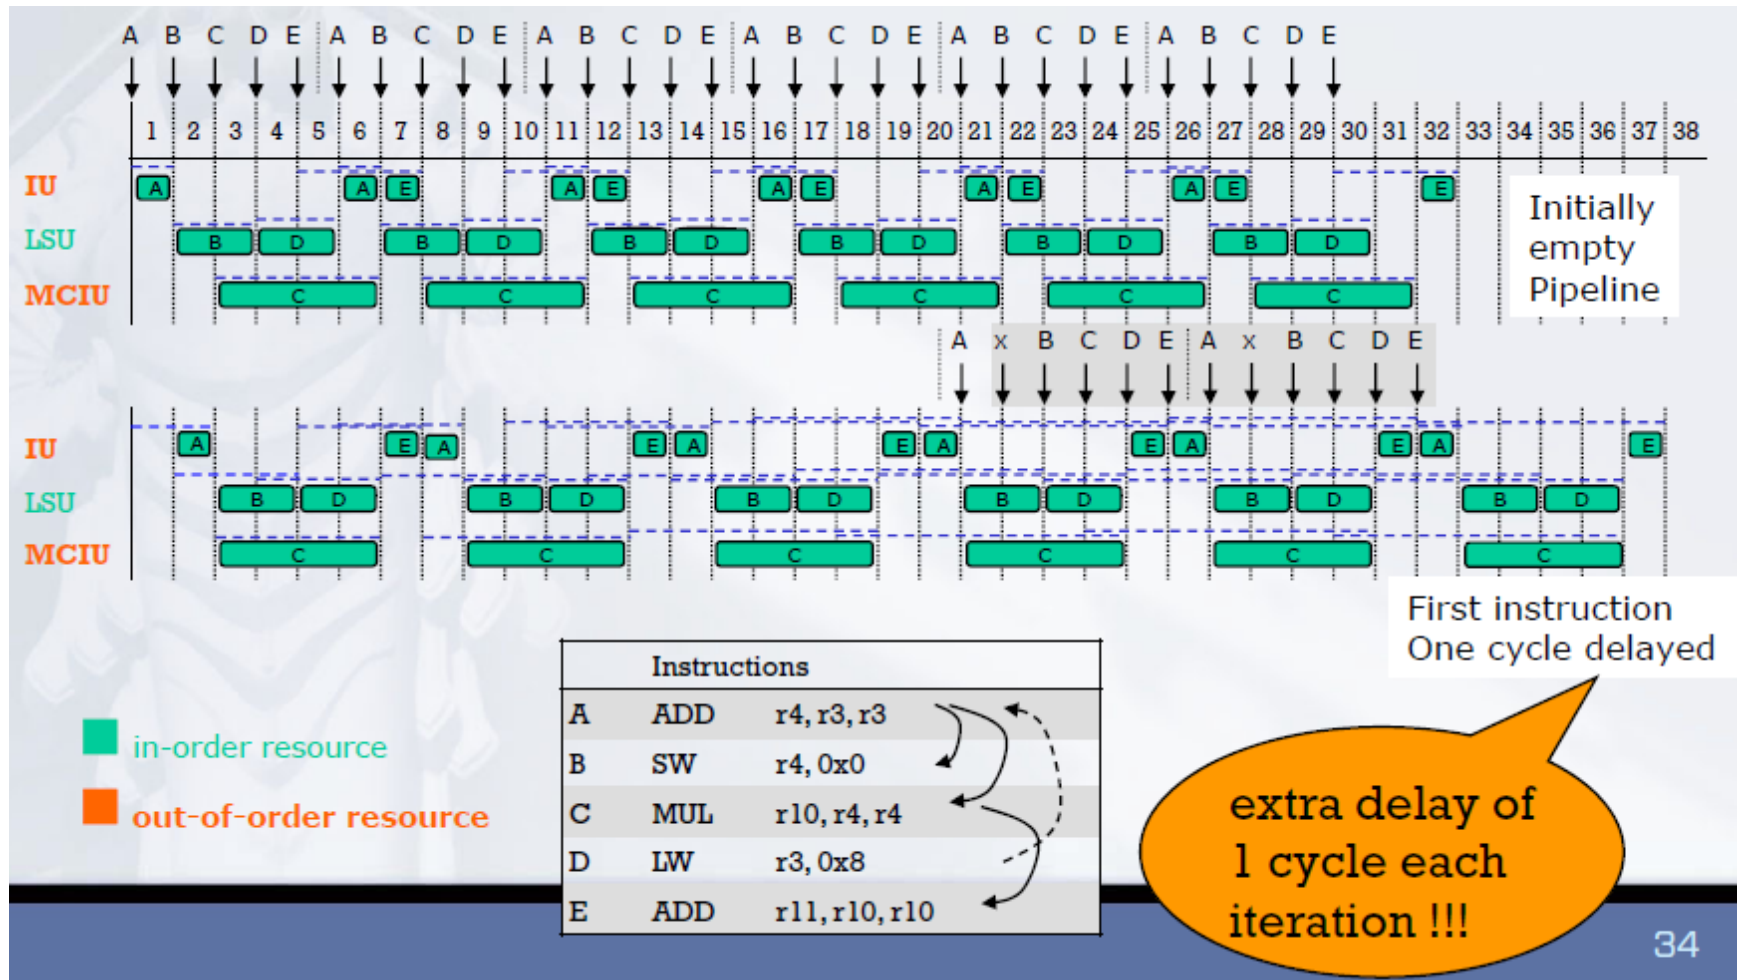 A B C D E A B C D E A B C D E A B C D E A B C D E A B C D E
1 2 3 4 5 6 7 8 9 10 11 12 13 14 15 16 17 18 19 20 21 22 23 24 25 26 27 28 29 30 31 32 33 34 35 36 37 38
IU A A E A E A E A E A E E
LSU B D B D B D B D B D B D
MCIU C C C C C C
Initially
empty
Pipeline
A x B C D E A x B C D E
IU A E A E A E A E A E A E
LSU B D B D B D B D B D B D
MCIU C C C C C C
First instruction
One cycle delayed
Instructions
A ADD r4, r3, r3
B SW r4, 0x0
C MUL r10, r4, r4
D LW r3, 0x8
E ADD r11, r10, r10
in-order resource
out-of-order resource
extra delay of
1 cycle each
iteration !!!
34